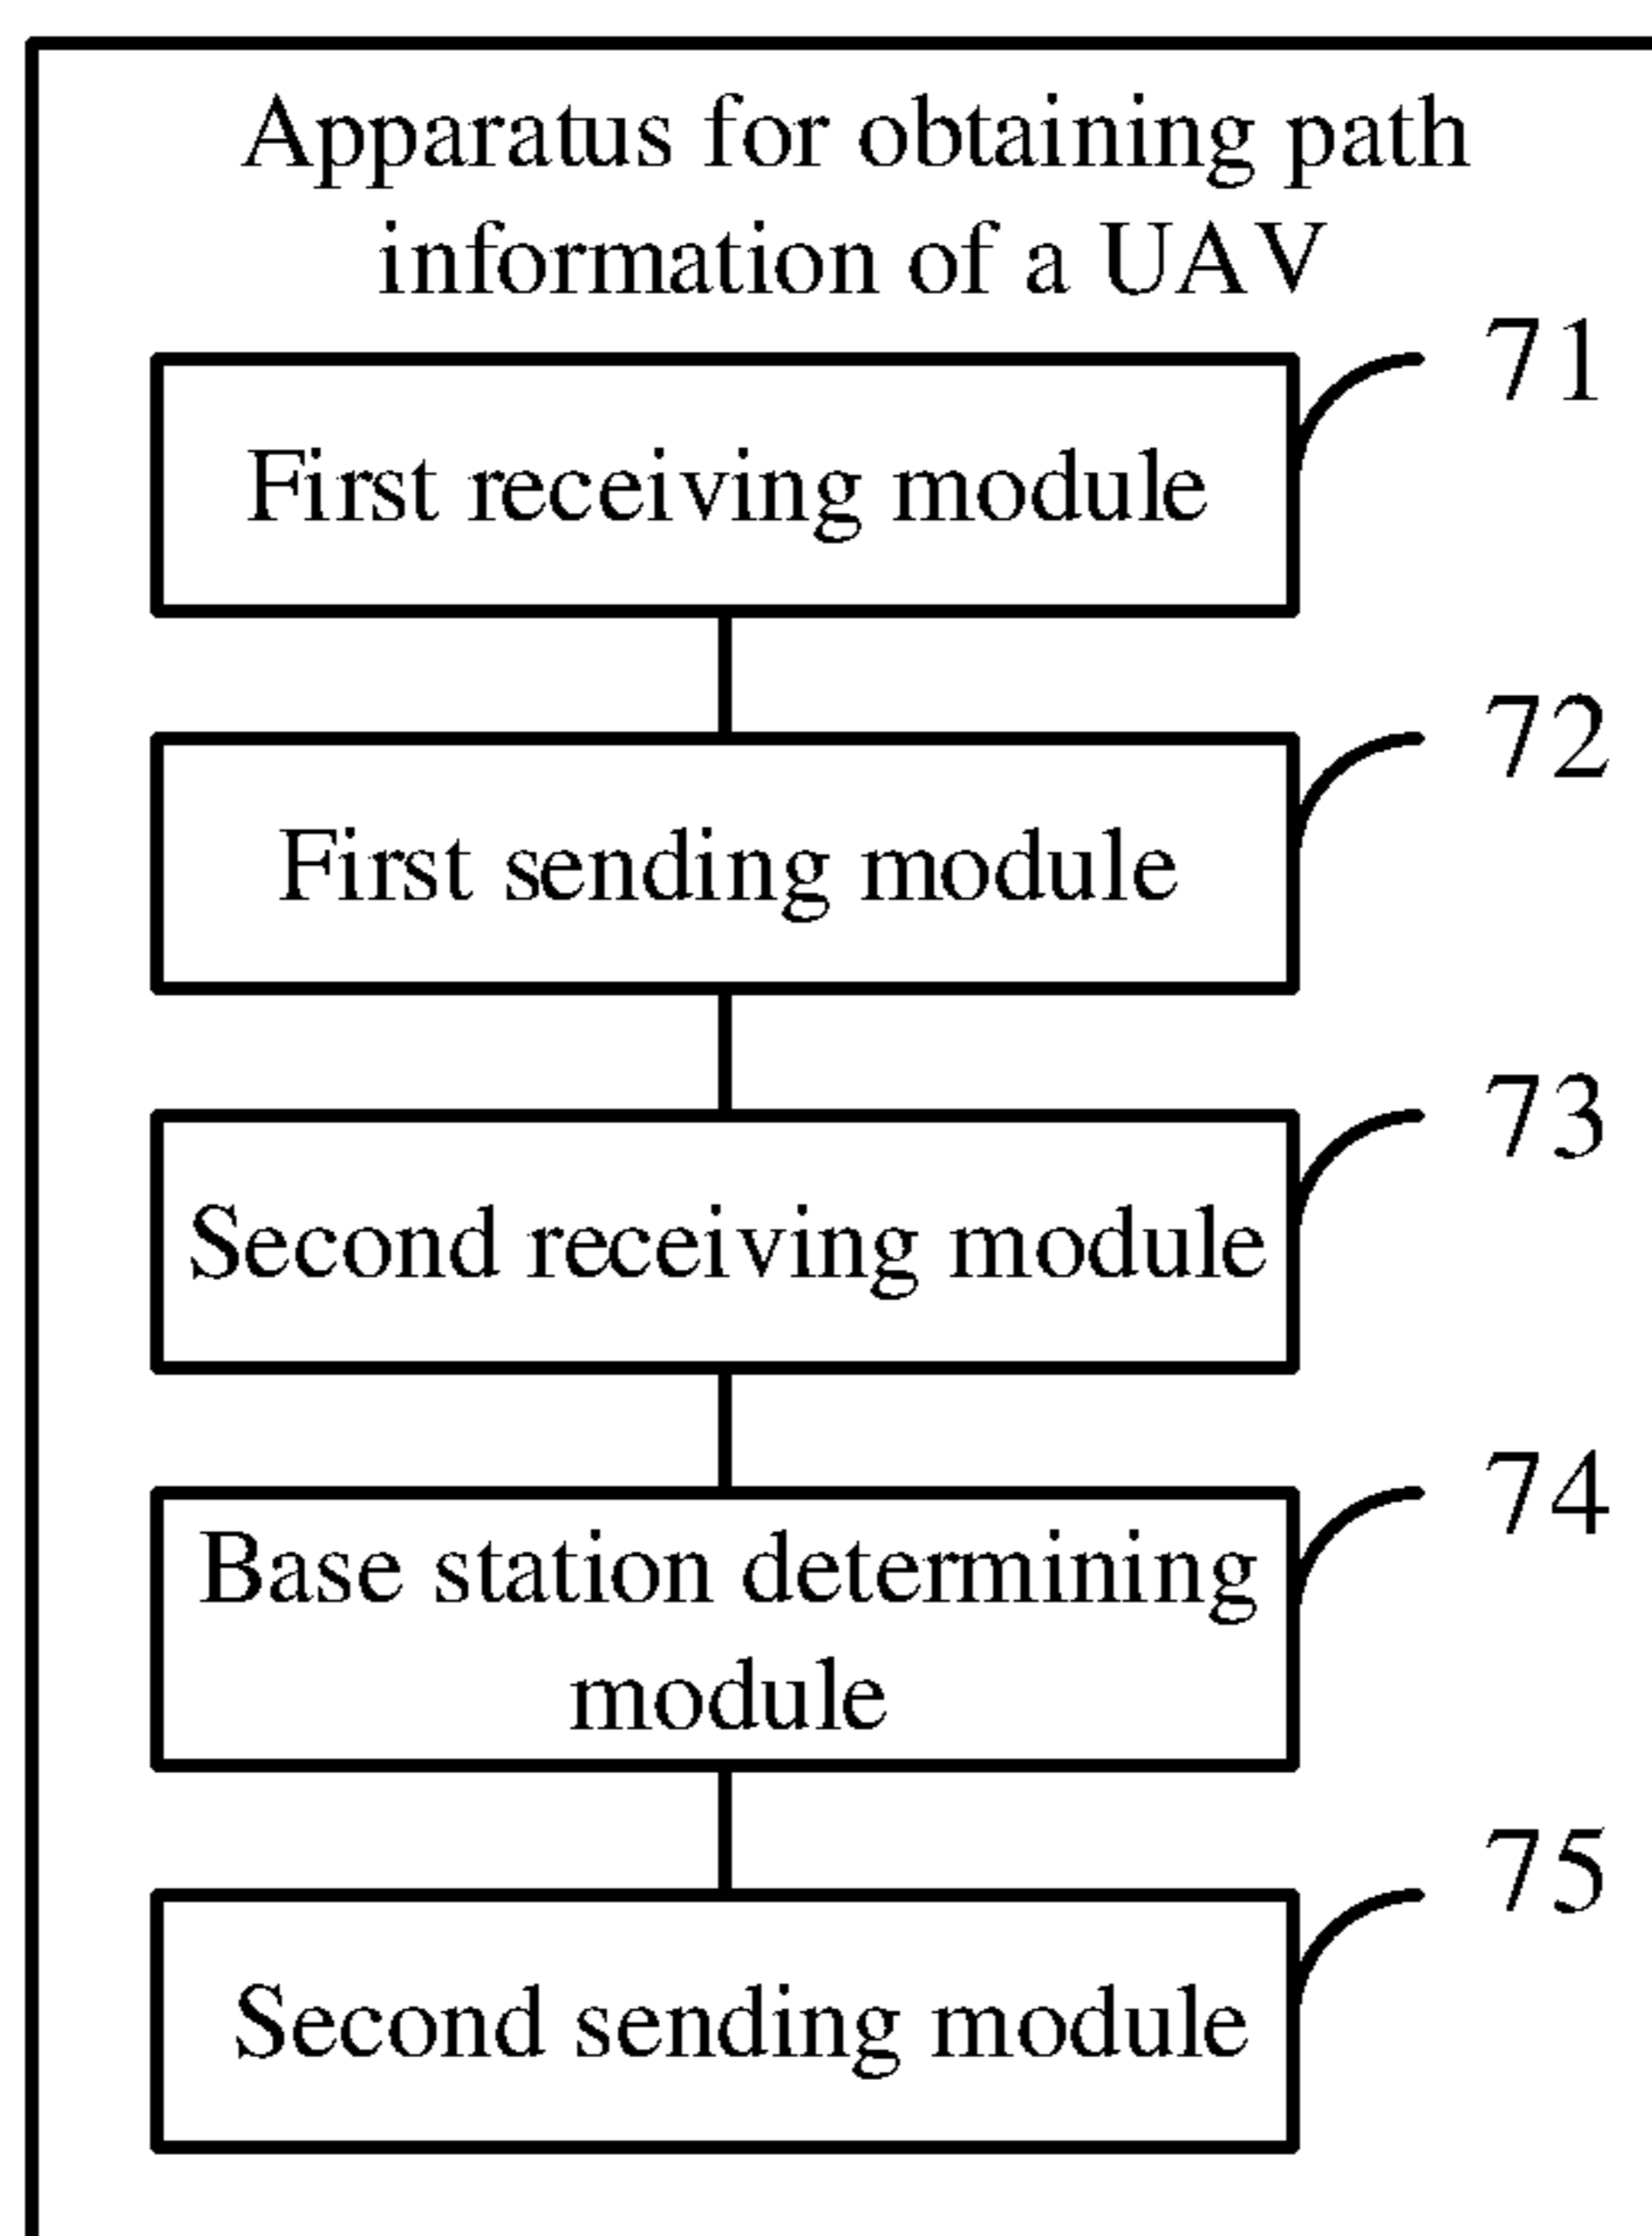 Apparatus for obtaining path
information of a UAV
71
First receiving module
72
First sending module
73
Second receiving module
74
Base station determining
module
75
Second sending module